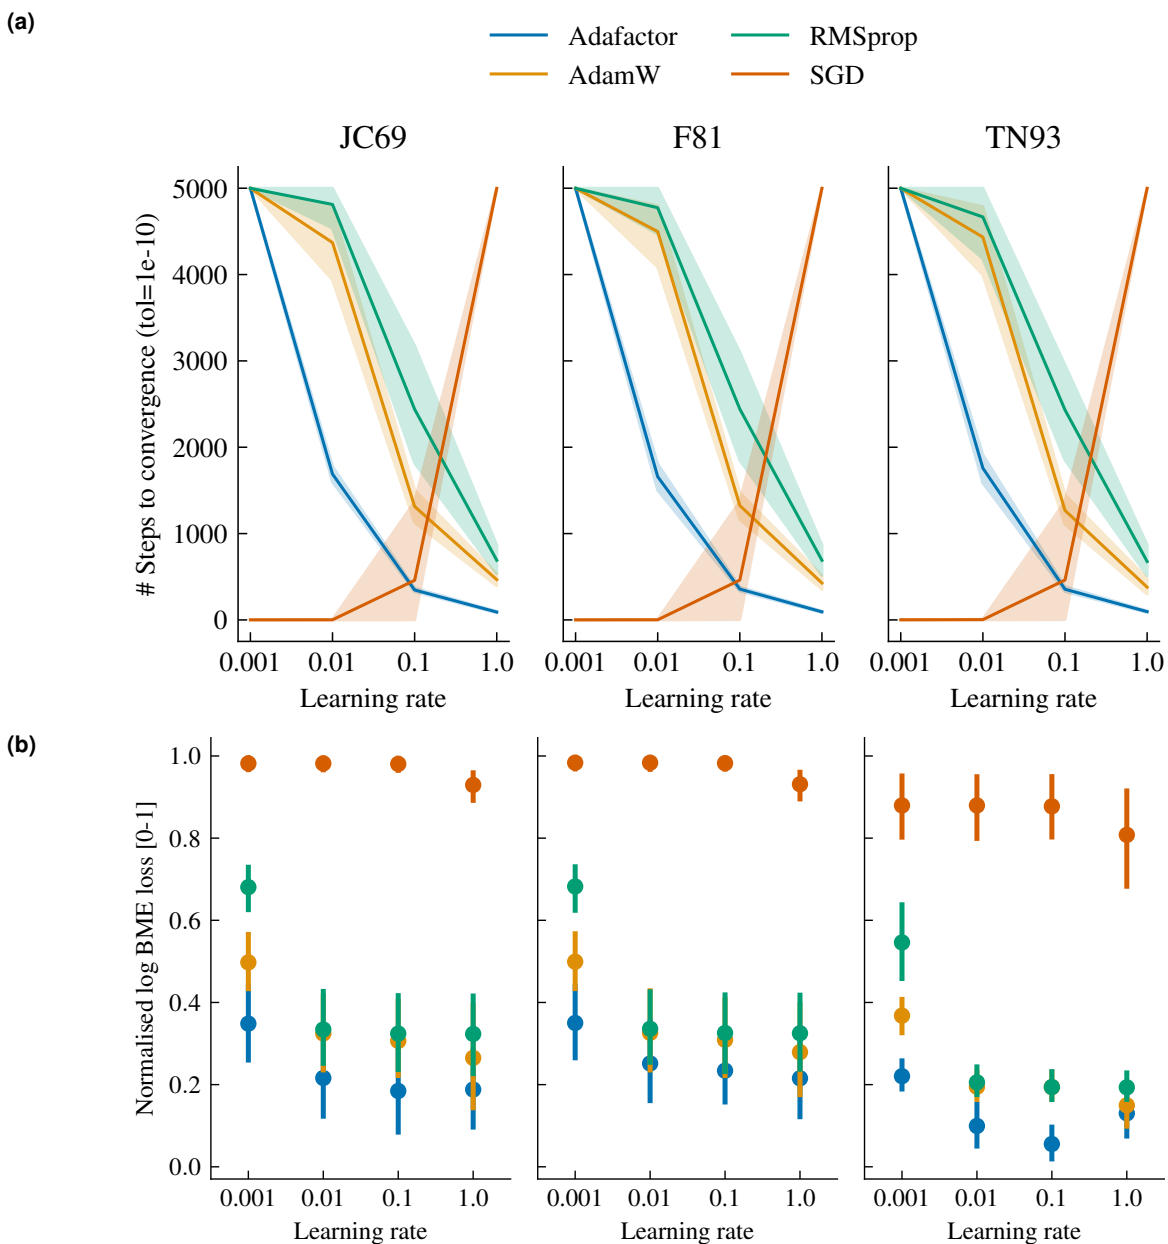 (a)
Adafactor RMSprop
AdamW SGD
JC69 F81 TN93
# Steps to convergence (tol=1e-10)
5000
4000
3000
2000
1000
0
0.001 0.01 0.1 1.0 0.001 0.01 0.1 1.0 0.001 0.01 0.1 1.0
Learning rate Learning rate Learning rate
(b)
Normalised log BME loss [0-1]
1.0
0.8
0.6
0.4
0.2
0.0
0.001 0.01 0.1 1.0 0.001 0.01 0.1 1.0 0.001 0.01 0.1 1.0
Learning rate Learning rate Learning rate